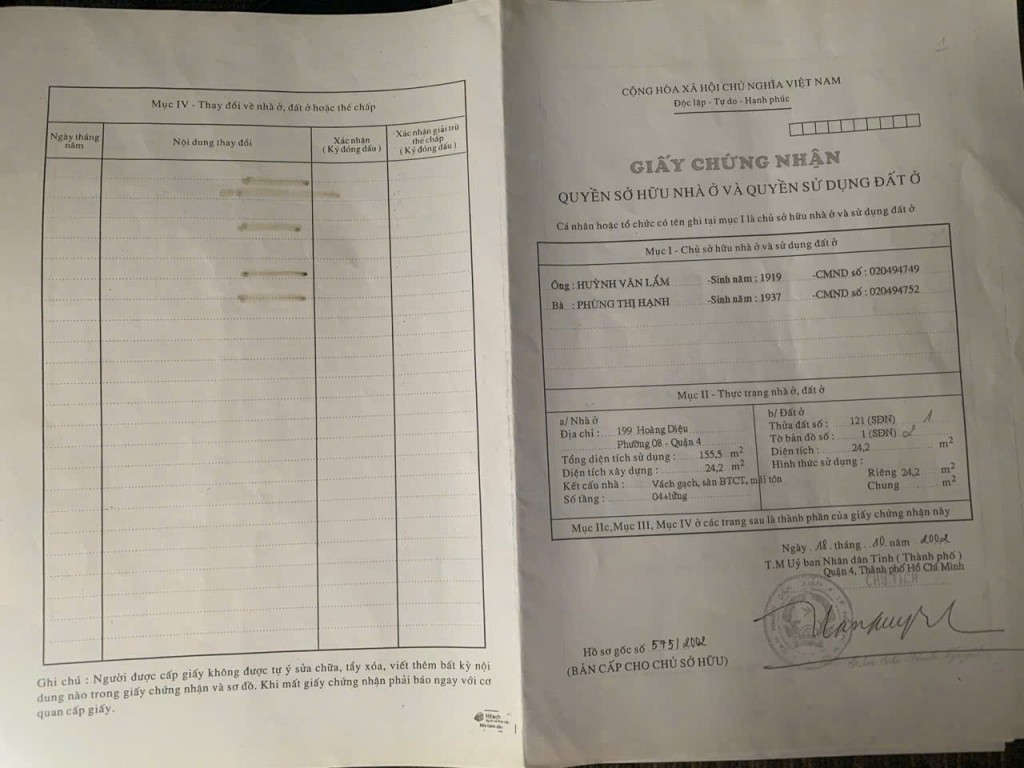 Mục IV - Thay đổi về nhà ở, đất ở hoặc thế chấp
Ngày tháng năm
Nội dung thay đổi
Xác nhận
( Ký đóng dấu )
Xác nhận giải trừ
thế chấp
( Ký đóng dấu )
Ghi chú : Người được cấp giấy không được tự ý sửa chữa, tẩy xóa, viết thêm bất kỳ nội
dung nào trong giấy chứng nhận và sơ đồ. Khi mất giấy chứng nhận phải báo ngay với cơ
quan cấp giấy.
CỘNG HÒA XÃ HỘI CHỦ NGHĨA VIỆT NAM
Độc lập - Tự do - Hạnh phúc
GIẤY CHỨNG NHẬN
QUYỀN SỞ HỮU NHÀ Ở VÀ QUYỀN SỬ DỤNG ĐẤT Ở
Cá nhân hoặc tổ chức có tên ghi tại mục I là chủ sở hữu nhà ở và sử dụng đất ở
Mục I - Chủ sở hữu nhà ở và sử dụng đất ở
Ông : HUỲNH VĂN LẮM -Sinh năm : 1919 -CMND số : 020494749
Bà : PHÙNG THỊ HẠNH -Sinh năm : 1937 -CMND số : 020494752
Mục II - Thực trạng nhà ở, đất ở
a/ Nhà ở
Địa chỉ : 199 Hoàng Diệu
Phường 08 - Quận 4
Tổng diện tích sử dụng : 155,5 m²
Diện tích xây dựng : 24,2 m²
Kết cấu nhà : Vách gạch, sàn BTCT, mái tôn
Số tầng : 04+lửng
b/ Đất ở
Thửa đất số : 121 (SĐN) 1
Tờ bản đồ số : 1 (SĐN) 2
Diện tích : 24,2 m²
Hình thức sử dụng :
Riêng 24,2 m²
Chung m²
Mục IIc,Mục III, Mục IV ở các trang sau là thành phần của giấy chứng nhận này
Ngày 18 tháng 10 năm 2002
T.M Uỷ ban Nhân dân Tỉnh ( Thành phố )
Quận 4, Thành phố Hồ Chí Minh
CHỦ TỊCH
Hồ sơ gốc số 575/2002
(BẢN CẤP CHO CHỦ SỞ HỮU)